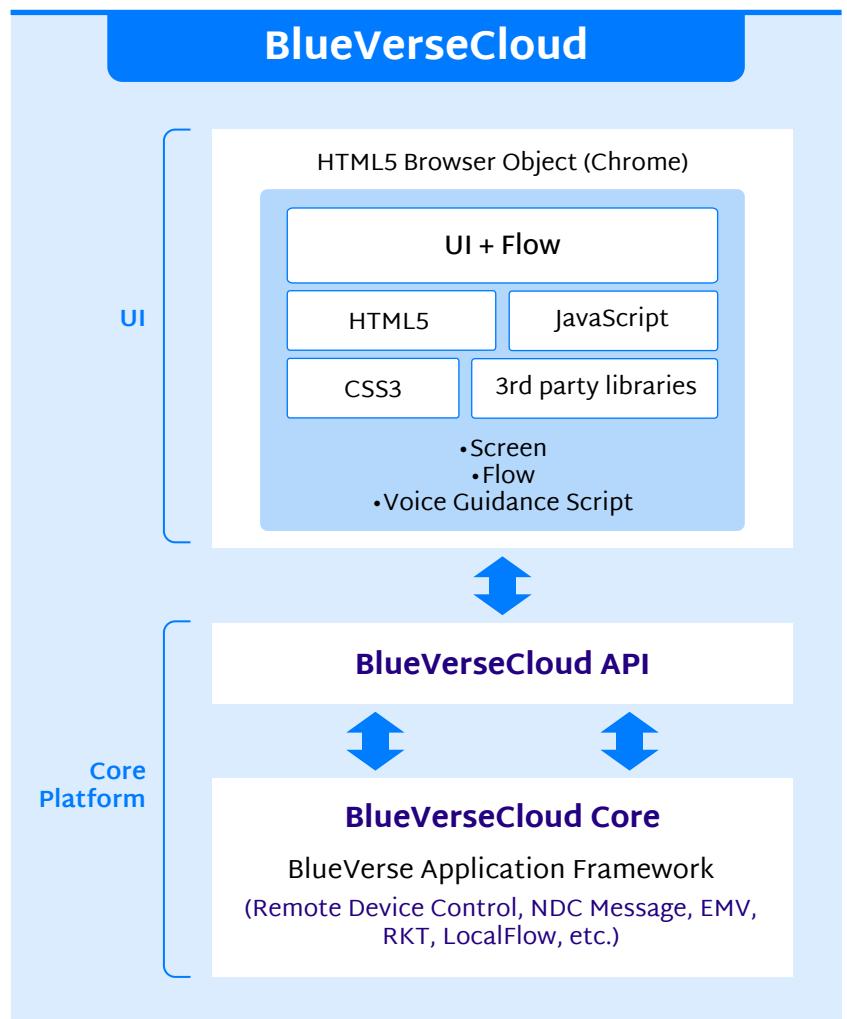 BlueVerseCloud
HTML5 Browser Object (Chrome)
UI + Flow
UI
HTML5
JavaScript
CSS3
3rd party libraries
•Screen
•Flow
•Voice Guidance Script
BlueVerseCloud API
Core
Platform
BlueVerseCloud Core
BlueVerse Application Framework
(Remote Device Control, NDC Message, EMV,
RKT, LocalFlow, etc.)